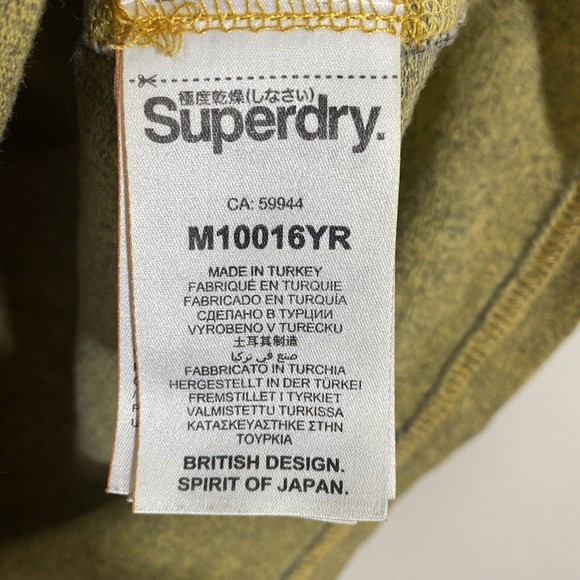 極度乾燥(しなさい)
Superdry.
CA: 59944
M10016YR
MADE IN TURKEY
FABRIQUÉ EN TURQUIE
FABRICADO EN TURQUÍA
СДЕЛАНО В ТУРЦИИ
VYROBENO V TURECKU
土耳其制造
صنع في تركيا
FABBRICATO IN TURCHIA
HERGESTELLT IN DER TÜRKEI
FREMSTILLET I TYRKIET
VALMISTETTU TURKISSA
ΚΑΤΑΣΚΕΥΑΣΤΗΚΕ ΣΤΗΝ
ΤΟΥΡΚΙΑ
BRITISH DESIGN.
SPIRIT OF JAPAN.